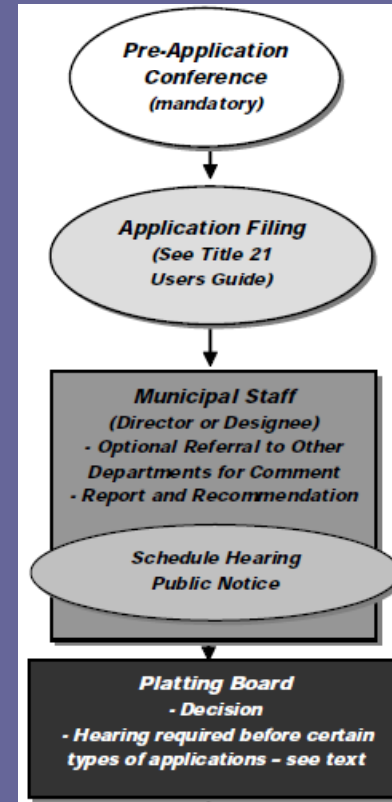 Pre-Application
Conference
(mandatory)
Application Filing
(See Title 21
Users Guide)
Municipal Staff
(Director or Designee)
- Optional Referral to Other
Departments for Comment
- Report and Recommendation
Schedule Hearing
Public Notice
Platting Board
- Decision
- Hearing required before certain
types of applications – see text